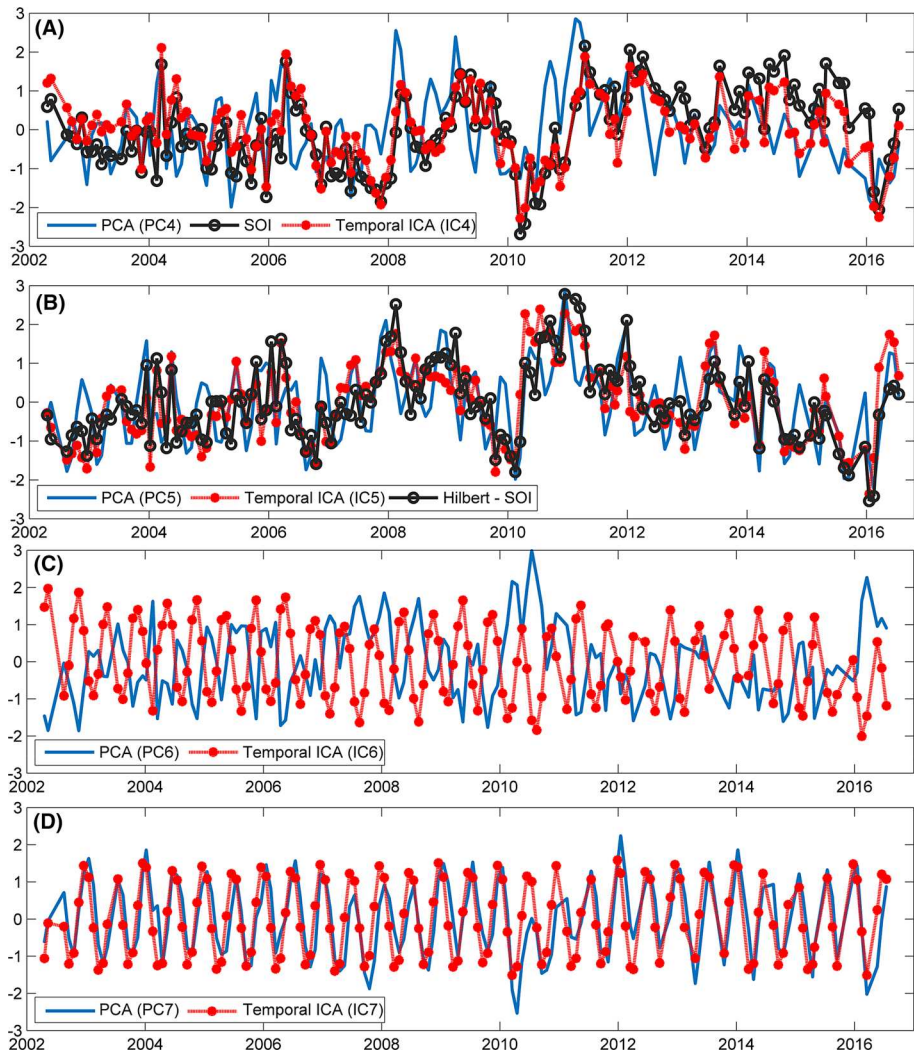 (A)
3
2
1
0
-1
-2
-3
PCA (PC4) SOI Temporal ICA (IC4)
2002 2004 2006 2008 2010 2012 2014 2016
(B)
3
2
1
0
-1
-2
-3
PCA (PC5) Temporal ICA (IC5) Hilbert - SOI
2002 2004 2006 2008 2010 2012 2014 2016
(C)
3
2
1
0
-1
-2
-3
PCA (PC6) Temporal ICA (IC6)
2002 2004 2006 2008 2010 2012 2014 2016
(D)
3
2
1
0
-1
-2
-3
PCA (PC7) Temporal ICA (IC7)
2002 2004 2006 2008 2010 2012 2014 2016